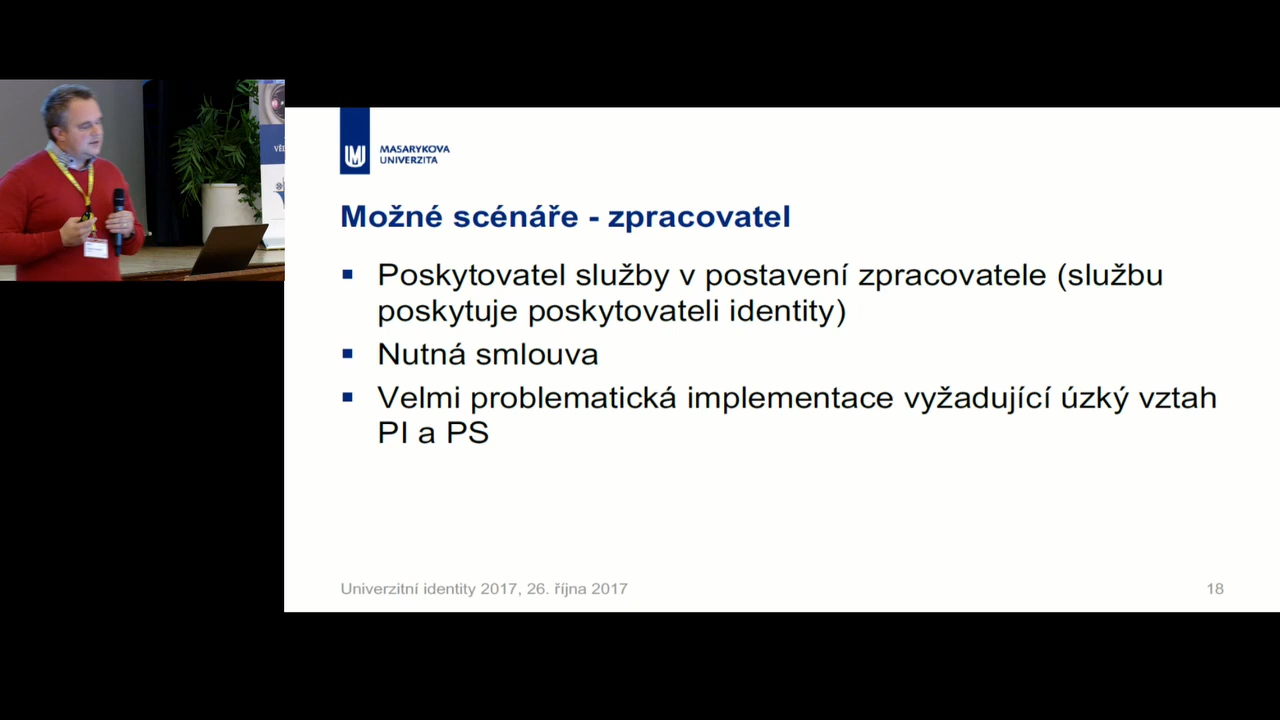 MASARYKOVA
UNIVERZITA
Možné scénáře - zpracovatel
Poskytovatel služby v postavení zpracovatele (službu
poskytuje poskytovateli identity)
Nutná smlouva
Velmi problematická implementace vyžadující úzký vztah
PI a PS
Univerzitní identity 2017, 26. října 2017
18